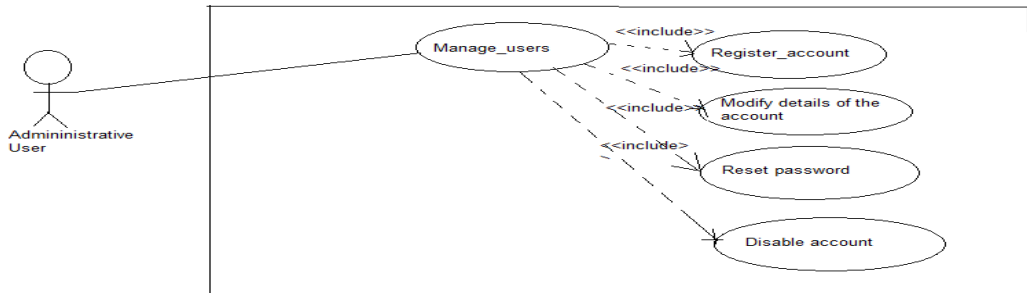 <<include>>
Manage_users
Register_account
<<include>>
Modify details of the
account
<<include>
Admininistrative
User
<<include>
Reset password
Disable account